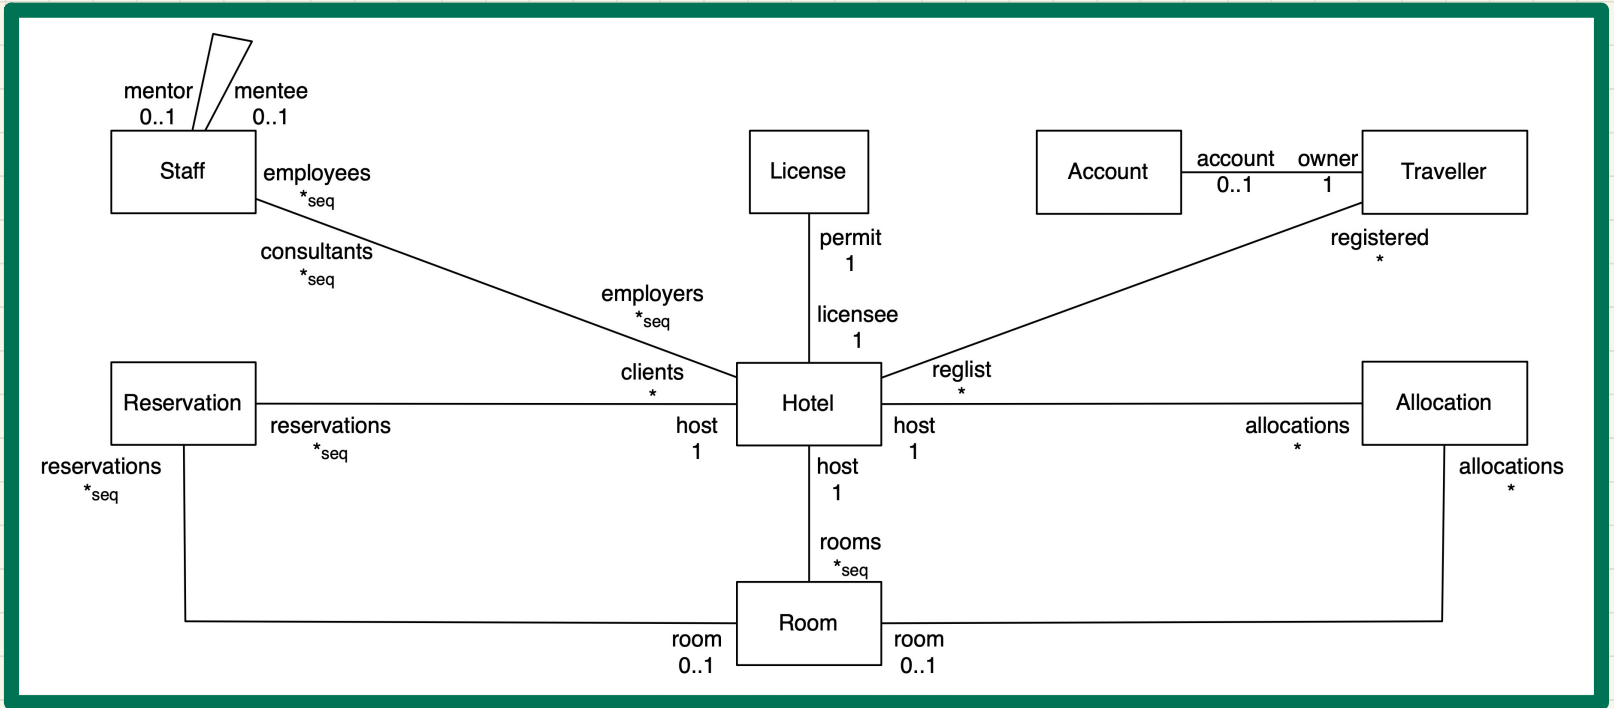 mentor
0..1
mentee
0..1
Staff
employees
*seq
consultants
*seq
employers
*seq
clients
*
License
permit
1
licensee
1
Account
account
0..1
owner
1
Traveller
registered
*
reglist
*
Reservation
reservations
*seq
host
1
Hotel
host
1
allocations
*
Allocation
reservations
*seq
host
1
allocations
*
rooms
*seq
Room
room
0..1
room
0..1